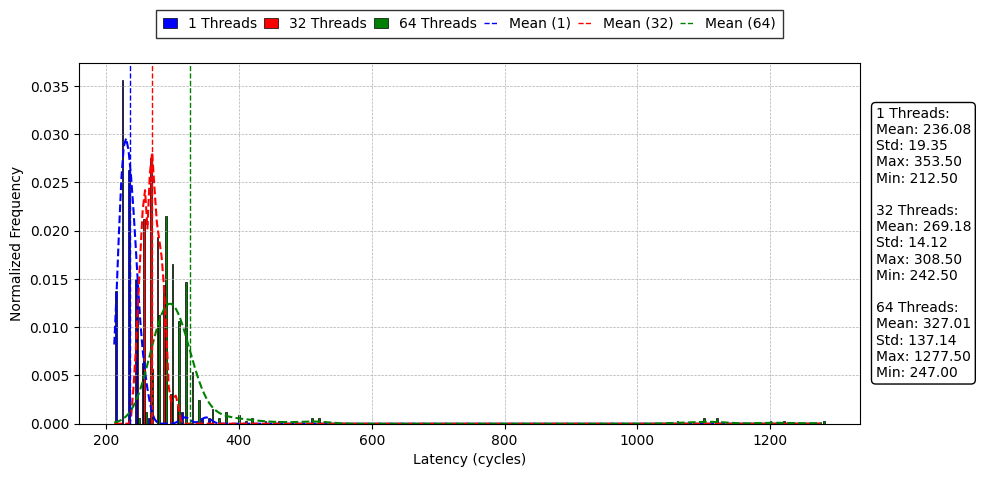 1 Threads 32 Threads 64 Threads Mean (1) Mean (32) Mean (64)
Normalized Frequency
0.035
0.030
0.025
0.020
0.015
0.010
0.005
0.000
200 400 600 800 1000 1200
Latency (cycles)
1 Threads:
Mean: 236.08
Std: 19.35
Max: 353.50
Min: 212.50
32 Threads:
Mean: 269.18
Std: 14.12
Max: 308.50
Min: 242.50
64 Threads:
Mean: 327.01
Std: 137.14
Max: 1277.50
Min: 247.00